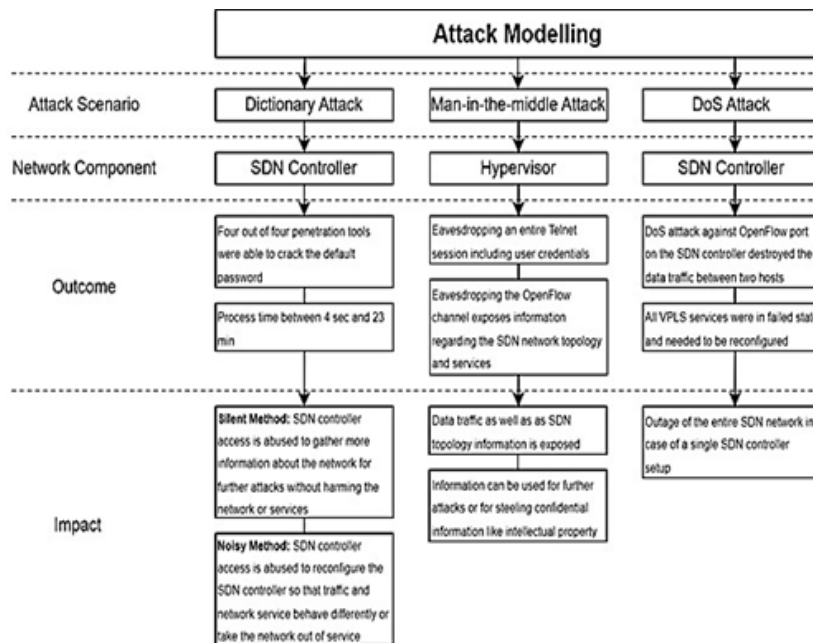 Attack Modelling
Attack Scenario
Dictionary Attack
Man-in-the-middle Attack
DoS Attack
Network Component
SDN Controller
Hypervisor
SDN Controller
Outcome
Four out of four penetration tools
were able to crack the default
password
Process time between 4 sec and 23
min
Eavesdropping an entire Telnet
session including user credentials
Eavesdropping the OpenFlow
channel exposes information
regarding the SDN network topology
and services
DoS attack against OpenFlow port
on the SDN controller destroyed the
data traffic between two hosts
All VPLS services were in failed stat
and needed to be reconfigured
Impact
Silent Method: SDN controller
access is abused to gather more
information about the network for
further attacks without harming the
network or services
Noisy Method: SDN controller
access is abused to reconfigure the
SDN controller so that traffic and
network service behave differently or
take the network out of service
Data traffic as well as as SDN
topology information is exposed
Information can be used for further
attacks or for steeling confidential
information like intellectual property
Outage of the entire SDN network in
case of a single SDN controller
setup